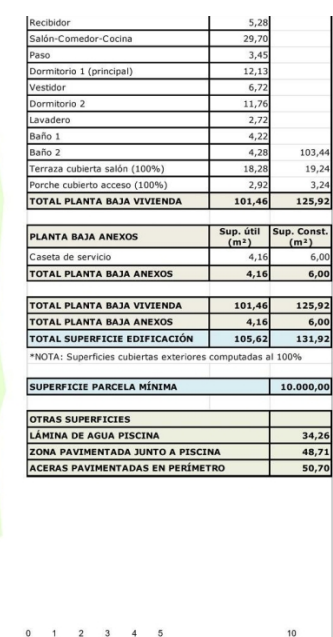 Recibidor 5,28
Salón-Comedor-Cocina 29,70
Paso 3,45
Dormitorio 1 (principal) 12,13
Vestidor 6,72
Dormitorio 2 11,76
Lavadero 2,72
Baño 1 4,22
Baño 2 4,28 103,44
Terraza cubierta salón (100%) 18,28 19,24
Porche cubierto acceso (100%) 2,92 3,24
TOTAL PLANTA BAJA VIVIENDA 101,46 125,92
PLANTA BAJA ANEXOS Sup. útil (m²) Sup. Const. (m²)
Caseta de servicio 4,16 6,00
TOTAL PLANTA BAJA ANEXOS 4,16 6,00
TOTAL PLANTA BAJA VIVIENDA 101,46 125,92
TOTAL PLANTA BAJA ANEXOS 4,16 6,00
TOTAL SUPERFICIE EDIFICACIÓN 105,62 131,92
*NOTA: Superficies cubiertas exteriores computadas al 100%
SUPERFICIE PARCELA MÍNIMA 10.000,00
OTRAS SUPERFICIES
LÁMINA DE AGUA PISCINA 34,26
ZONA PAVIMENTADA JUNTO A PISCINA 48,71
ACERAS PAVIMENTADAS EN PERÍMETRO 50,70
0 1 2 3 4 5 10